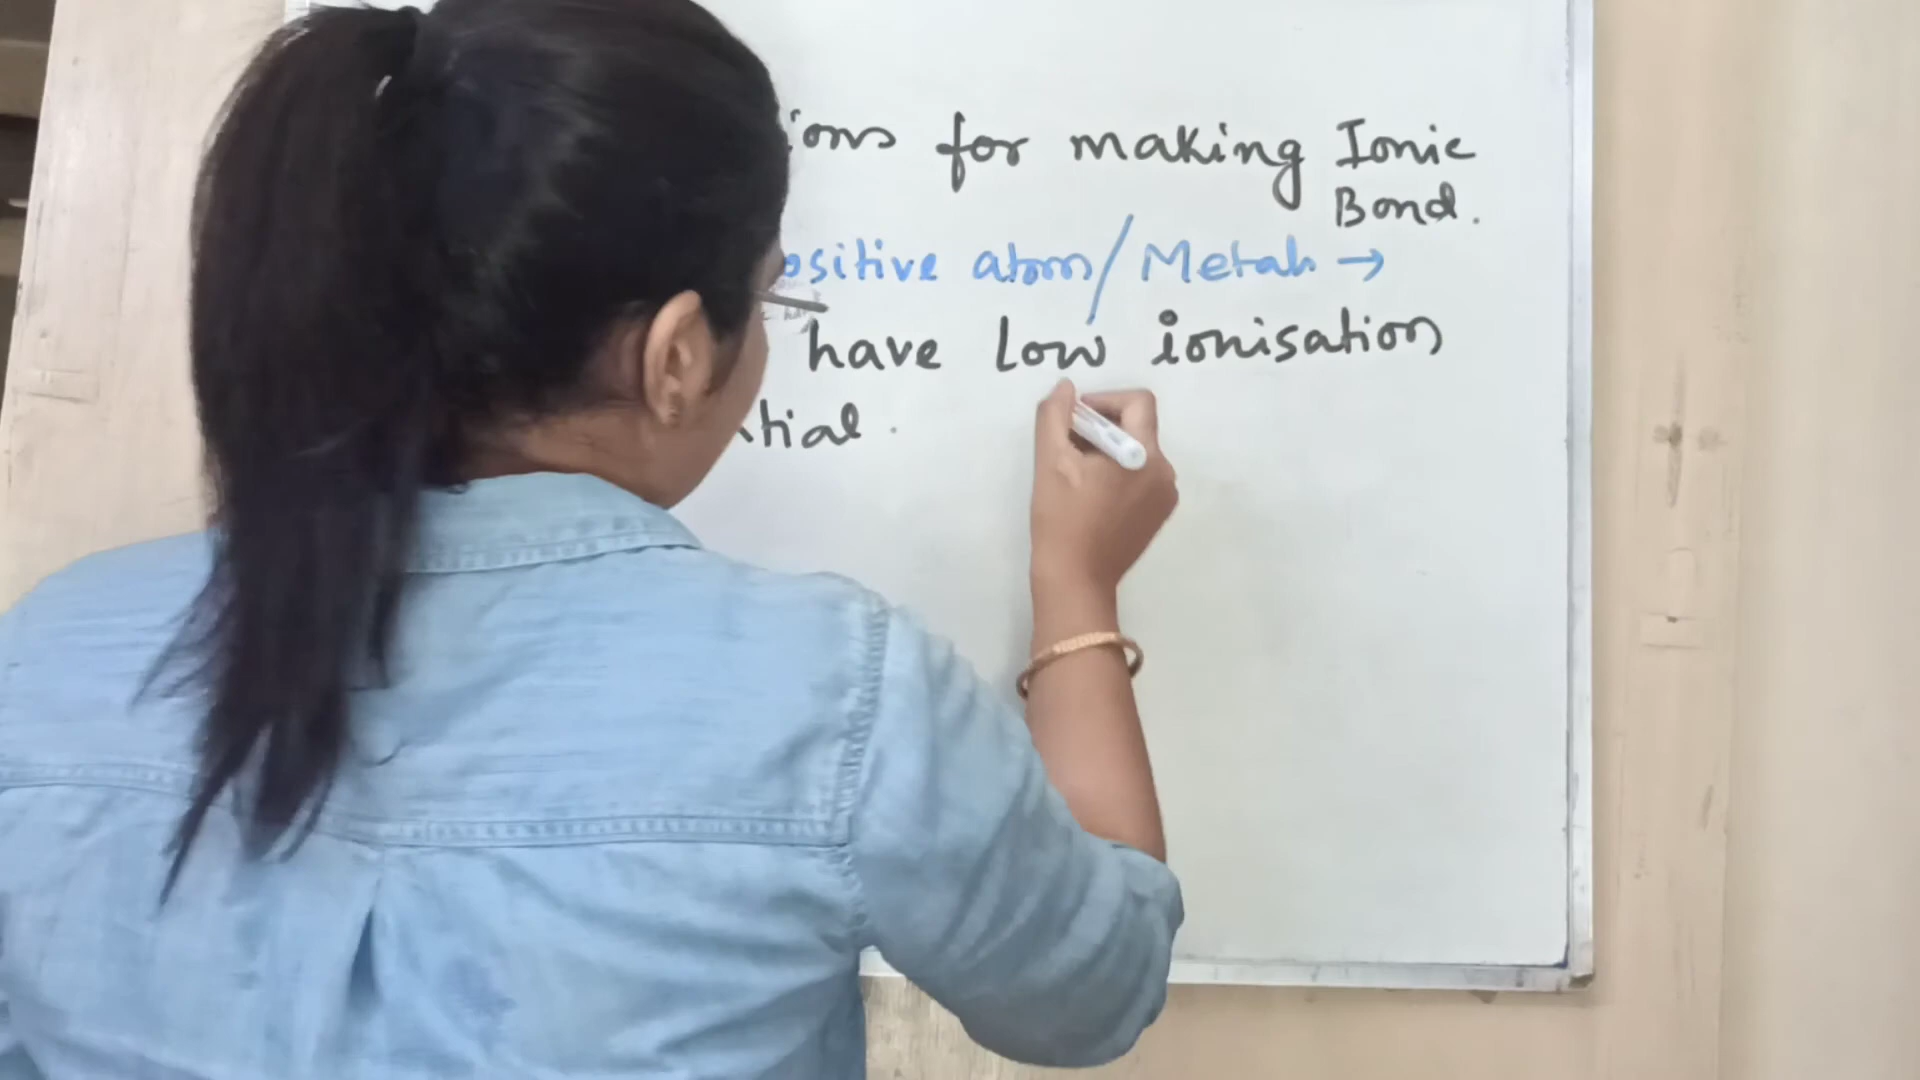 ions for making Ionic
Bond.
ositive atom/Metals →
have low ionisation
tial.